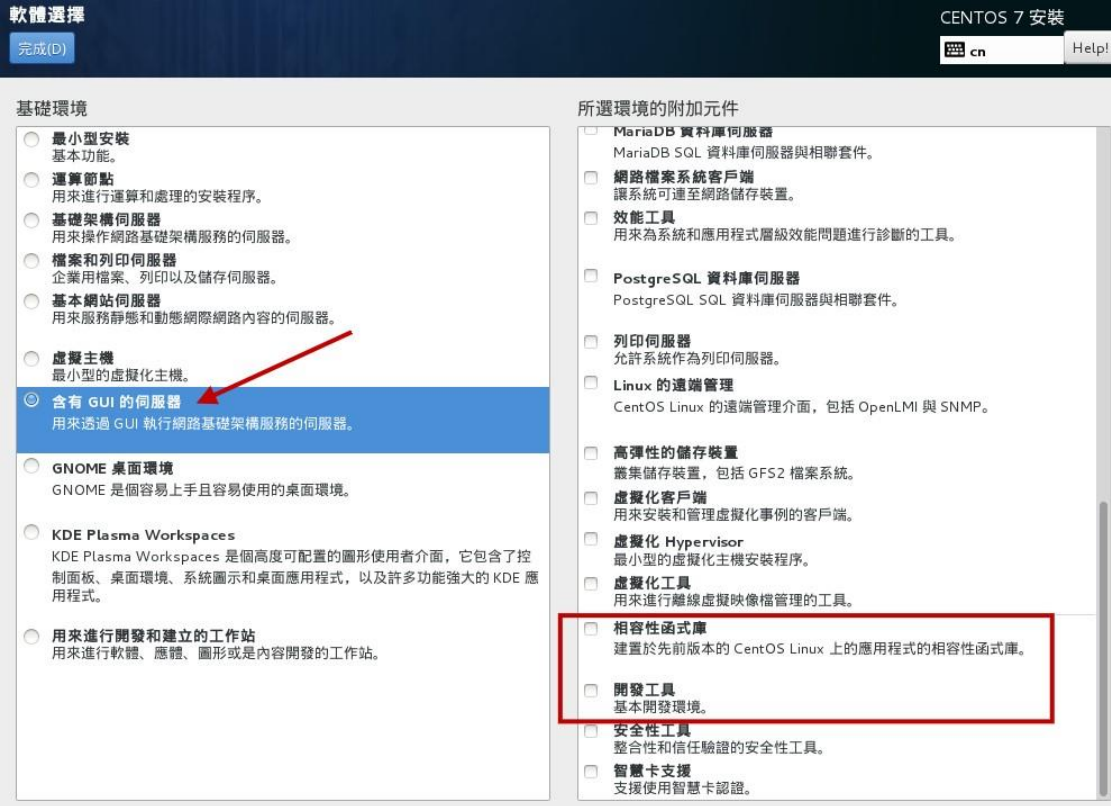 軟體選擇
完成(D)
CENTOS 7 安裝
cn
Help!
基礎環境
最小型安裝
基本功能。
運算節點
用來進行運算和處理的安裝程序。
基礎架構伺服器
用來操作網路基礎架構服務的伺服器。
檔案和列印伺服器
企業用檔案、列印以及儲存伺服器。
基本網站伺服器
用來服務靜態和動態網際網路內容的伺服器。
虛擬主機
最小型的虛擬化主機。
含有 GUI 的伺服器
用來透過 GUI 執行網路基礎架構服務的伺服器。
GNOME 桌面環境
GNOME 是個容易上手且容易使用的桌面環境。
KDE Plasma Workspaces
KDE Plasma Workspaces 是個高度可配置的圖形使用者介面，它包含了控
制面板、桌面環境、系統圖示和桌面應用程式，以及許多功能強大的 KDE 應
用程式。
用來進行開發和建立的工作站
用來進行軟體、應體、圖形或是內容開發的工作站。
所選環境的附加元件
MariaDB 資料庫伺服器
MariaDB SQL 資料庫伺服器與相聯套件。
網路檔案系統客戶端
讓系統可連至網路儲存裝置。
效能工具
用來為系統和應用程式層級效能問題進行診斷的工具。
PostgreSQL 資料庫伺服器
PostgreSQL SQL 資料庫伺服器與相聯套件。
列印伺服器
允許系統作為列印伺服器。
Linux 的遠端管理
CentOS Linux 的遠端管理介面，包括 OpenLMI 與 SNMP。
高彈性的儲存裝置
叢集儲存裝置，包括 GFS2 檔案系統。
虛擬化客戶端
用來安裝和管理虛擬化事例的客戶端。
虛擬化 Hypervisor
最小型的虛擬化主機安裝程序。
虛擬化工具
用來進行離線虛擬映像檔管理的工具。
相容性函式庫
建置於先前版本的 CentOS Linux 上的應用程式的相容性函式庫。
開發工具
基本開發環境。
安全性工具
整合性和信任驗證的安全性工具。
智慧卡支援
支援使用智慧卡認證。